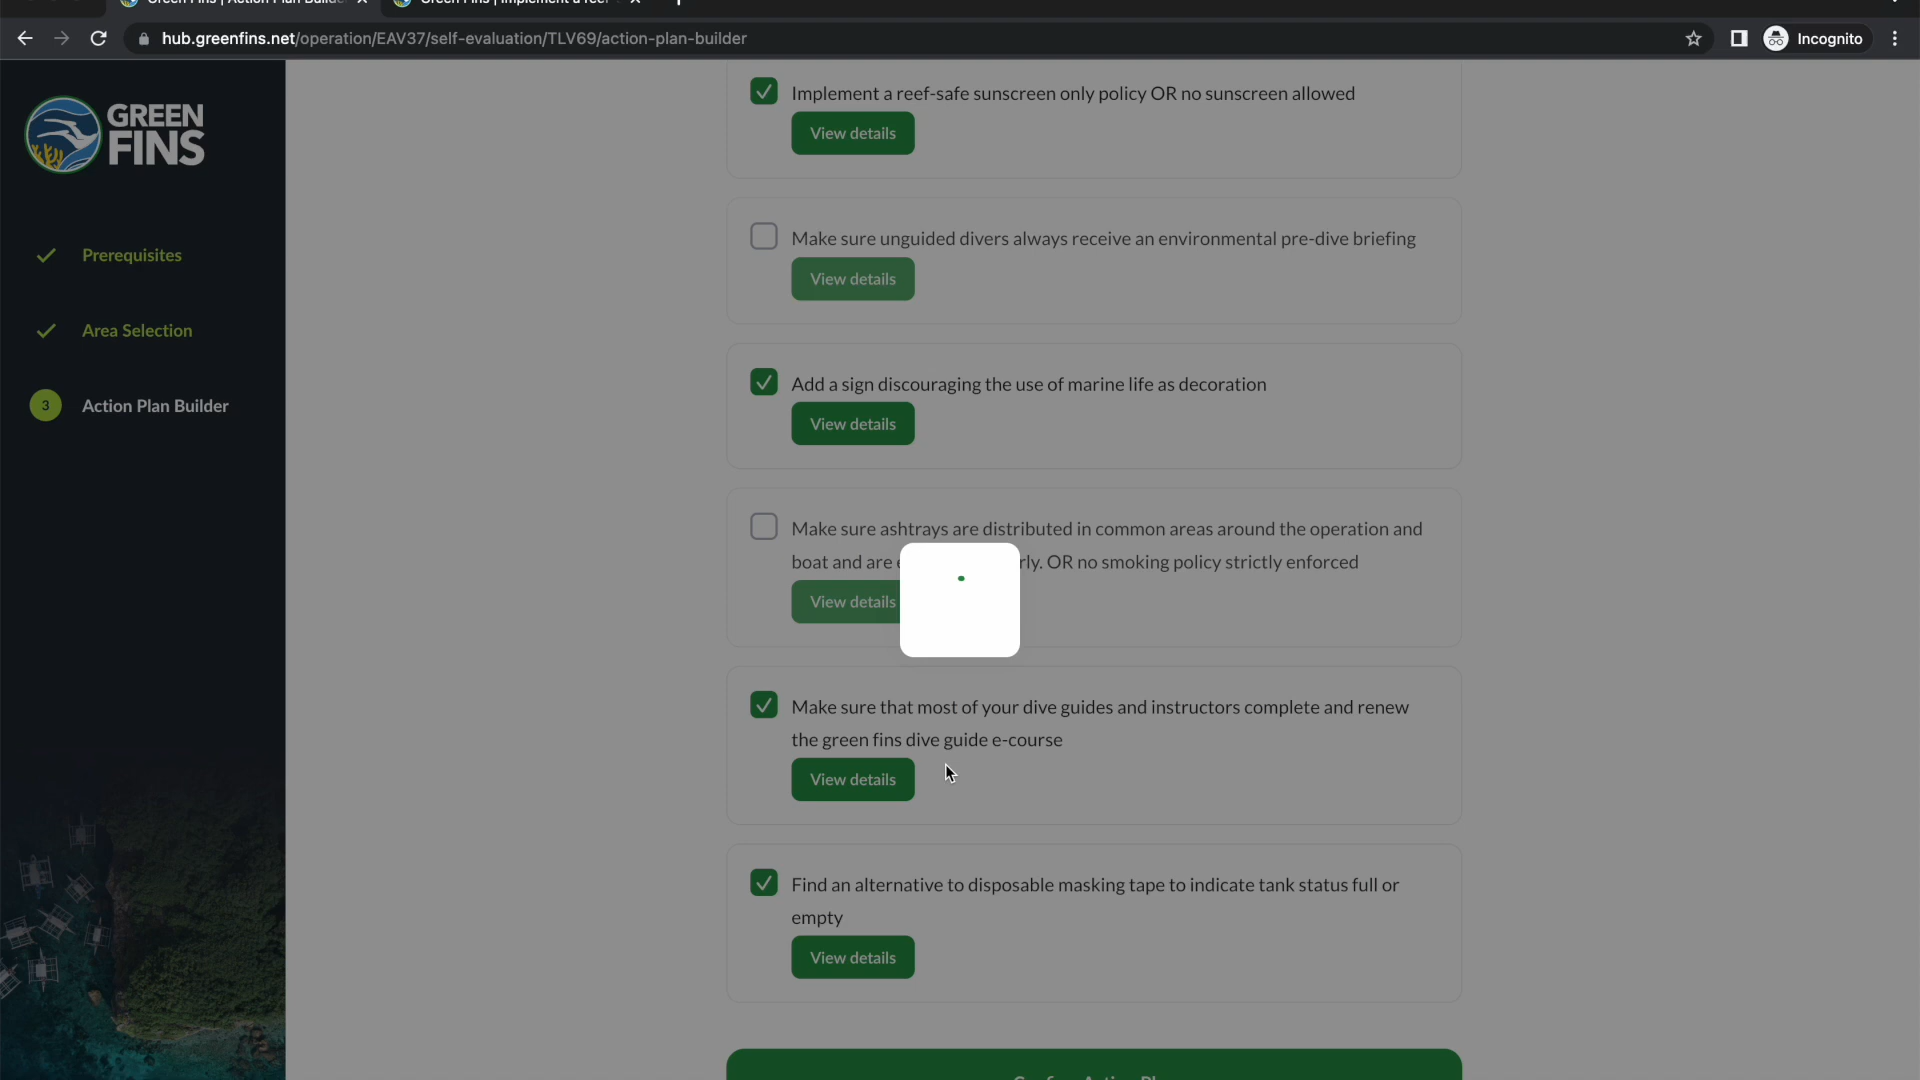 hub.greenfins.net/operation/EAV37/self-evaluation/TLV69/action-plan-builder
Incognito
GREEN
FINS
Prerequisites
Area Selection
3
Action Plan Builder
Implement a reef-safe sunscreen only policy OR no sunscreen allowed
View details
Make sure unguided divers always receive an environmental pre-dive briefing
View details
Add a sign discouraging the use of marine life as decoration
View details
Make sure ashtrays are distributed in common areas around the operation and
boat and are rly. OR no smoking policy strictly enforced
View details
Make sure that most of your dive guides and instructors complete and renew
the green fins dive guide e-course
View details
Find an alternative to disposable masking tape to indicate tank status full or
empty
View details